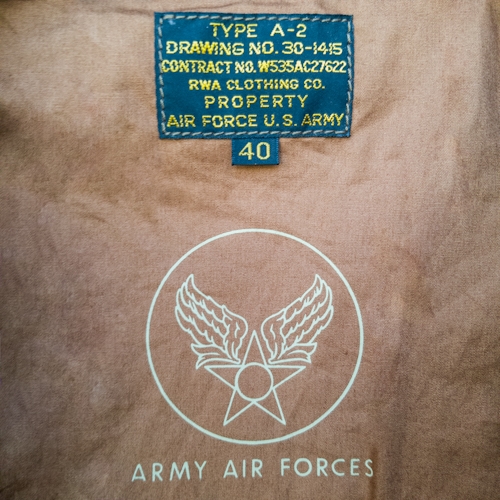 TYPE A-2
DRAWING NO. 30-1415
CONTRACT NO. W535AC27622
RWA CLOTHING CO.
PROPERTY
AIR FORCE U.S. ARMY
40
ARMY AIR FORCES